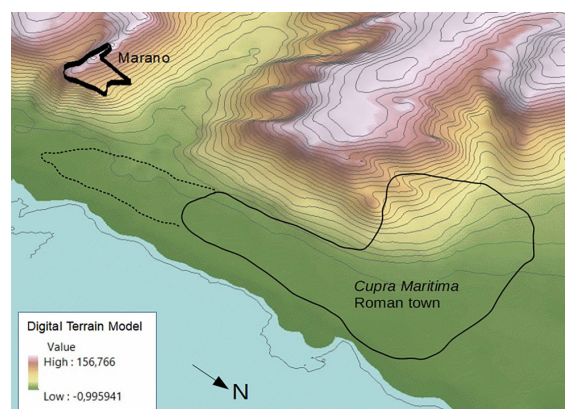 Marano
Cupra Maritima
Roman town
Digital Terrain Model
Value
High : 156,766
Low : -0,995941
N